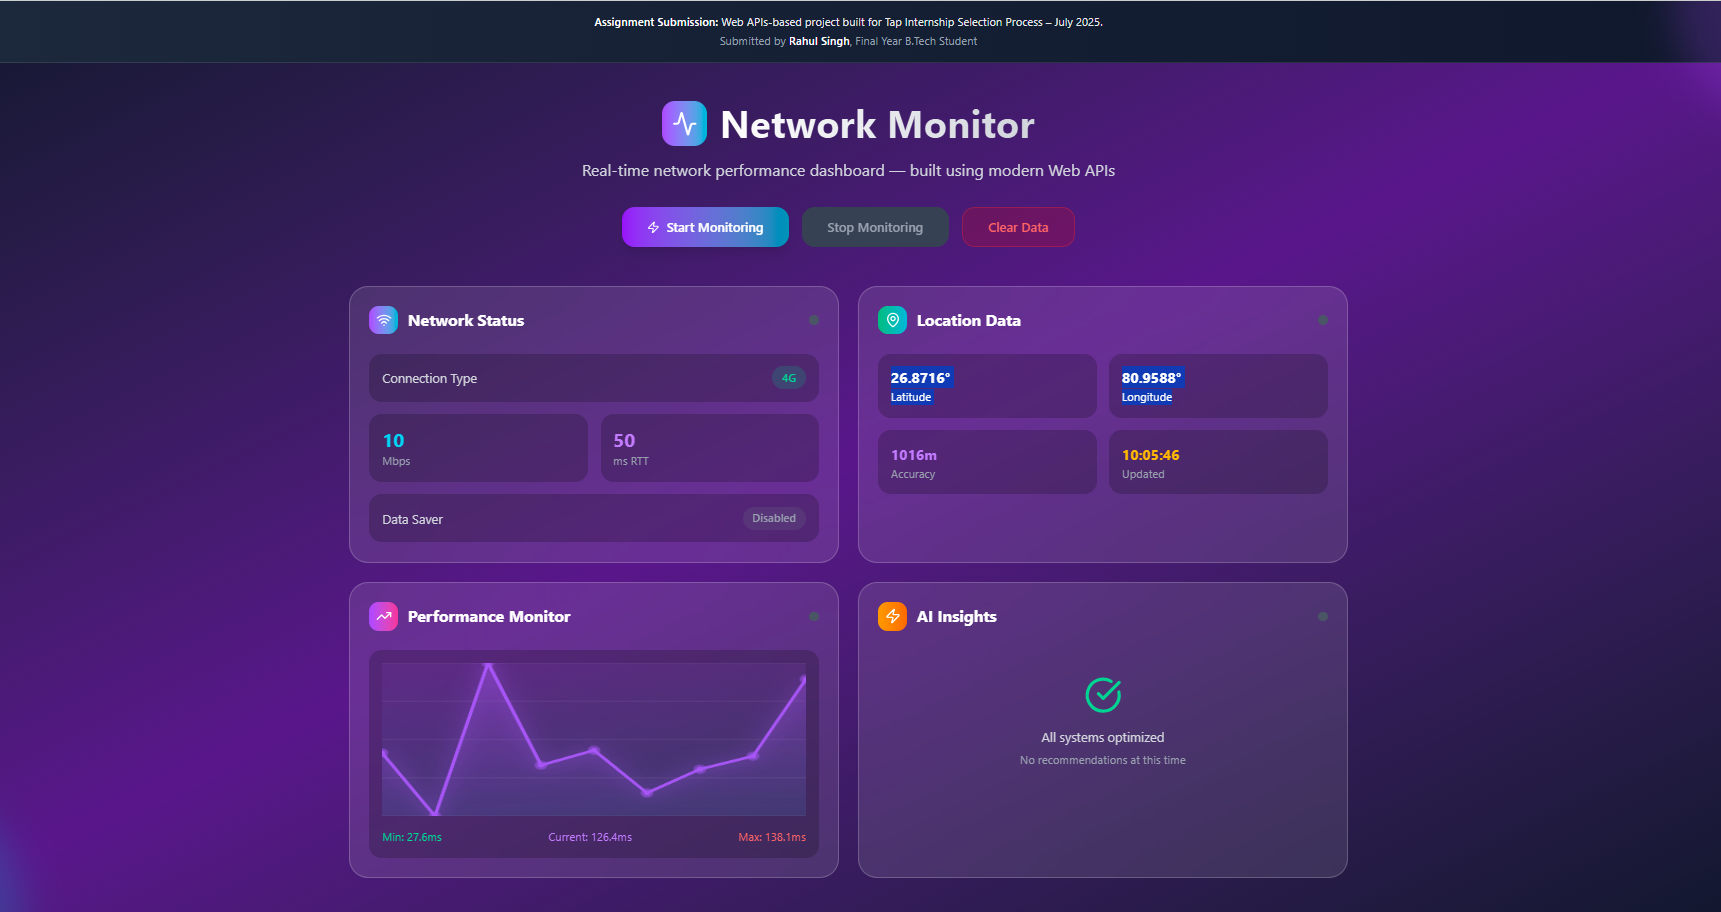 Assignment Submission: Web APIs-based project built for Tap Internship Selection Process – July 2025.
Submitted by Rahul Singh, Final Year B.Tech Student
Network Monitor
Real-time network performance dashboard — built using modern Web APIs
Start Monitoring
Stop Monitoring
Clear Data
Network Status
Connection Type
4G
10
Mbps
50
ms RTT
Data Saver
Disabled
Location Data
26.8716°
Latitude
80.9588°
Longitude
1016m
Accuracy
10:05:46
Updated
Performance Monitor
Min: 27.6ms
Current: 126.4ms
Max: 138.1ms
AI Insights
All systems optimized
No recommendations at this time